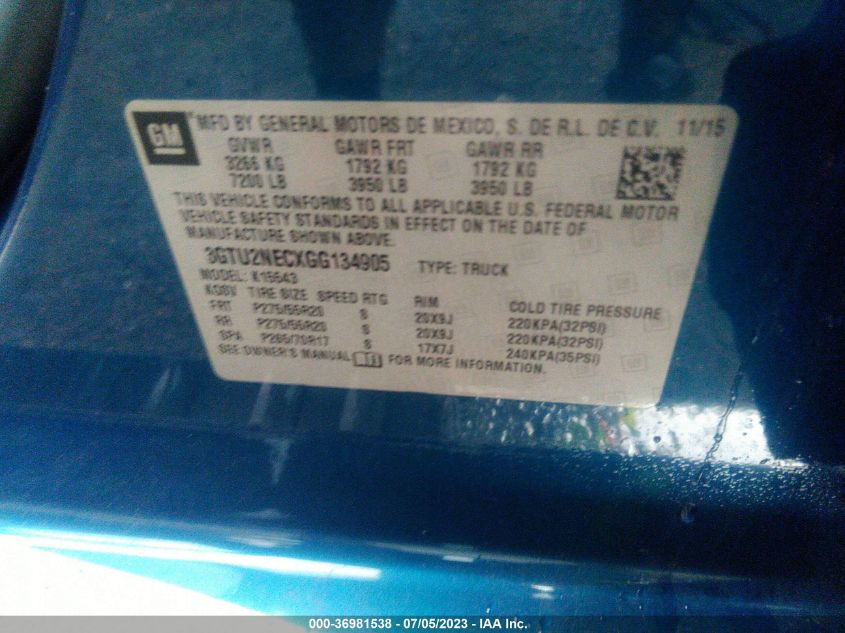 GM
MFD BY GENERAL MOTORS DE MEXICO, S. DE R.L. DE C.V. 11/15
GVWR GAWR FRT GAWR RR
3266 KG 1792 KG 1792 KG
7200 LB 3950 LB 3950 LB
THIS VEHICLE CONFORMS TO ALL APPLICABLE U.S. FEDERAL MOTOR
VEHICLE SAFETY STANDARDS IN EFFECT ON THE DATE OF
MANUFACTURE SHOWN ABOVE.
3GTU2NECXGG134905 TYPE: TRUCK
MODEL: K15543
TIRE SIZE SPEED RTG RIM COLD TIRE PRESSURE
FRT P275/55R20 S 20X9J 220KPA(32PSI)
RR P275/55R20 S 20X9J 220KPA(32PSI)
SPA P265/70R17 S 17X7J 240KPA(35PSI)
SEE OWNER'S MANUAL FOR MORE INFORMATION.
000-36981538 - 07/05/2023 - IAA Inc.